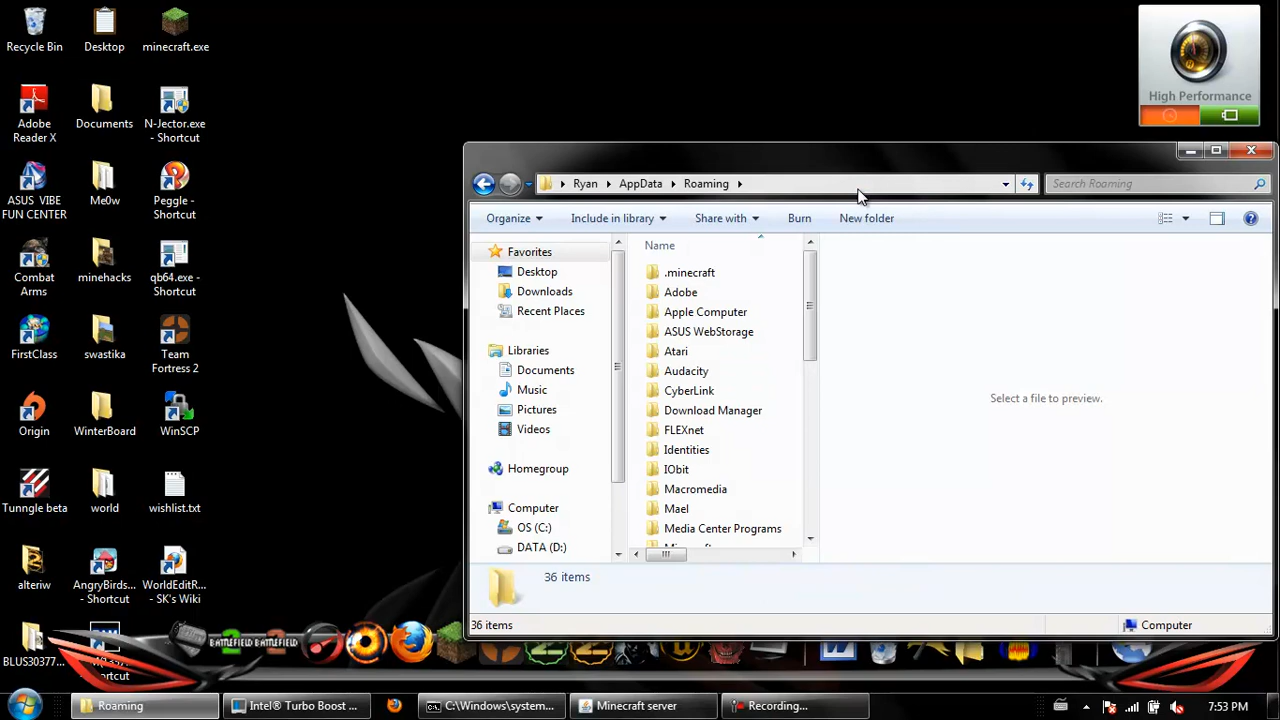 Recycle Bin
Desktop
minecraft.exe
Adobe
Reader X
Documents
N-Jector.exe
- Shortcut
ASUS VIBE
FUN CENTER
Me0w
Peggle -
Shortcut
Combat
Arms
minehacks
qb64.exe -
Shortcut
FirstClass
swastika
Team
Fortress 2
Origin
WinterBoard
WinSCP
Tunngle beta
world
wishlist.txt
alteriw
AngryBirds...
- Shortcut
WorldEditR...
- SK's Wiki
BLUS30377...
High Performance
Ryan
AppData
Roaming
Search Roaming
Organize
Include in library
Share with
Burn
New folder
Favorites
Desktop
Downloads
Recent Places
Libraries
Documents
Music
Pictures
Videos
Homegroup
Computer
OS (C:)
DATA (D:)
Name
.minecraft
Adobe
Apple Computer
ASUS WebStorage
Atari
Audacity
CyberLink
Download Manager
FLEXnet
Identities
IObit
Macromedia
Mael
Media Center Programs
Select a file to preview.
36 items
36 items
Computer
BATTLEFIELD
BATTLEFIELD
Roaming
Intel® Turbo Boost ...
C:\Windows\system...
Minecraft server
Recording...
7:53 PM